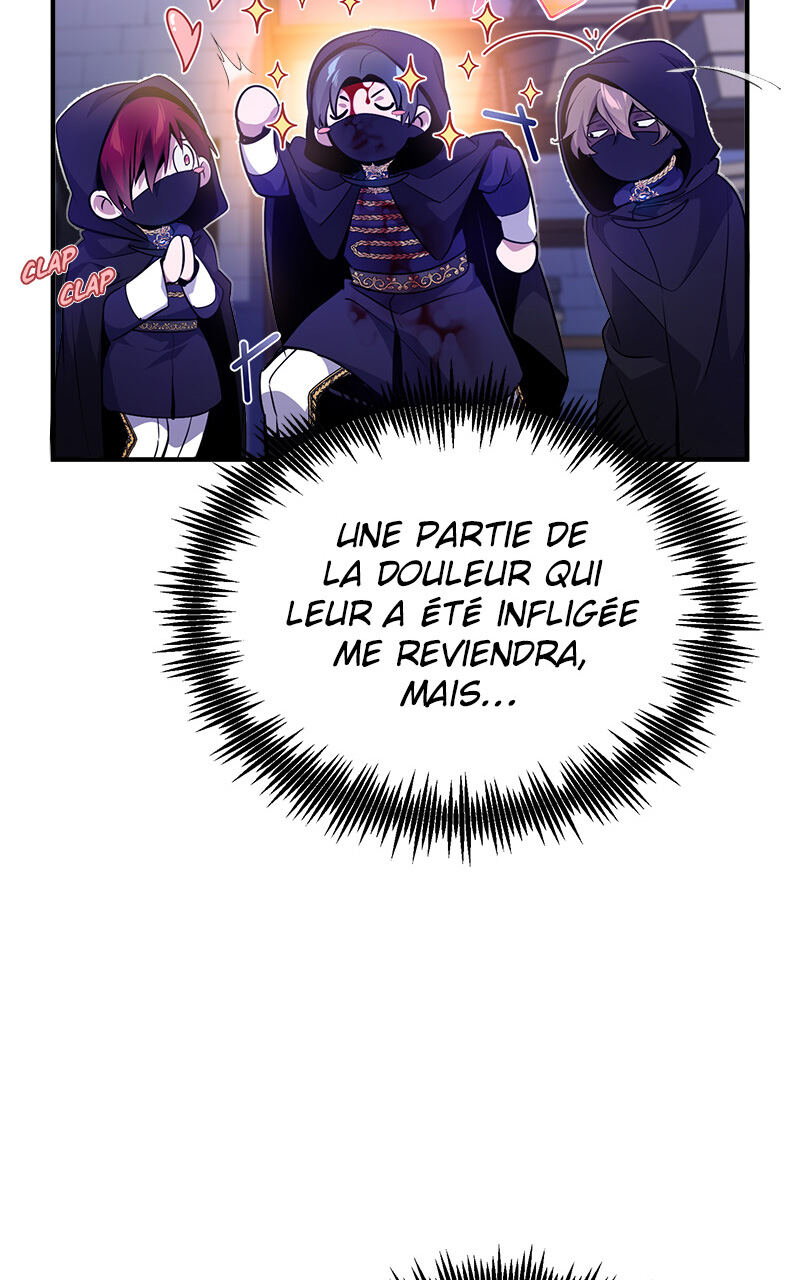 CLAP
CLAP
UNE PARTIE DE
LA DOULEUR QUI
LEUR A ÉTÉ INFLIGÉE
ME REVIENDRA,
MAIS...